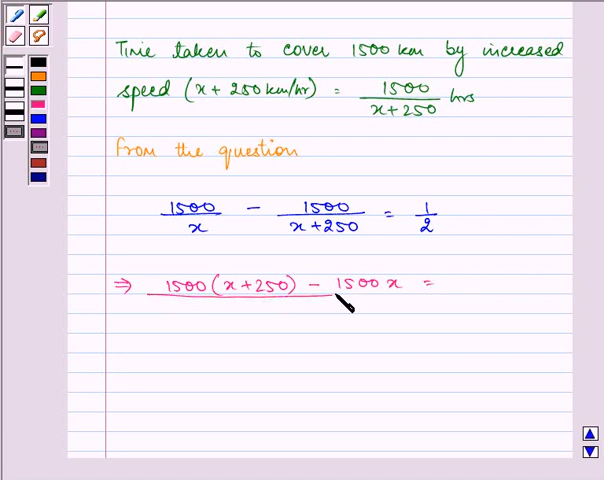 Time taken to cover 1500 km by increased
speed (x + 250 km/hr) = 1500/(x+250) hrs
From the question
1500/x - 1500/(x+250) = 1/2
⇒ 1500(x+250) - 1500x =